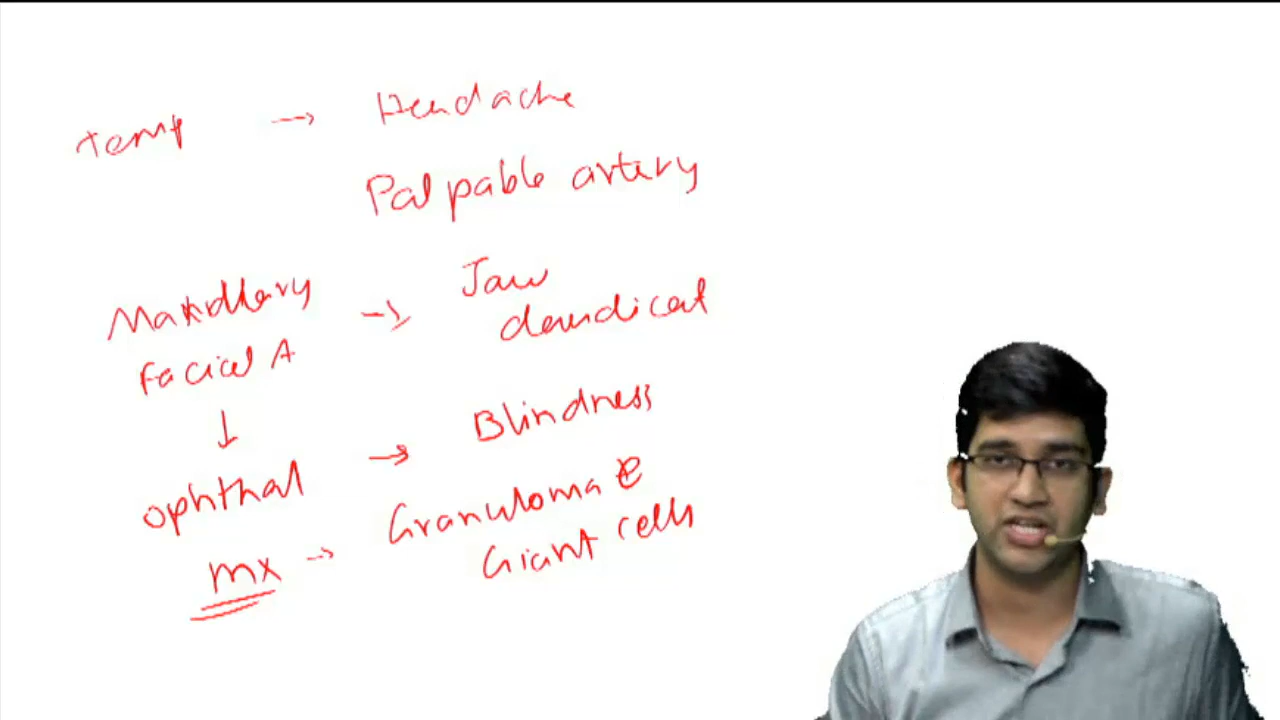 Temp → Headache
Palpable artery
Maxillary → Jaw
claudicat
Facial A
↓
ophthal → Blindness
mx → Granuloma c
Giant cells